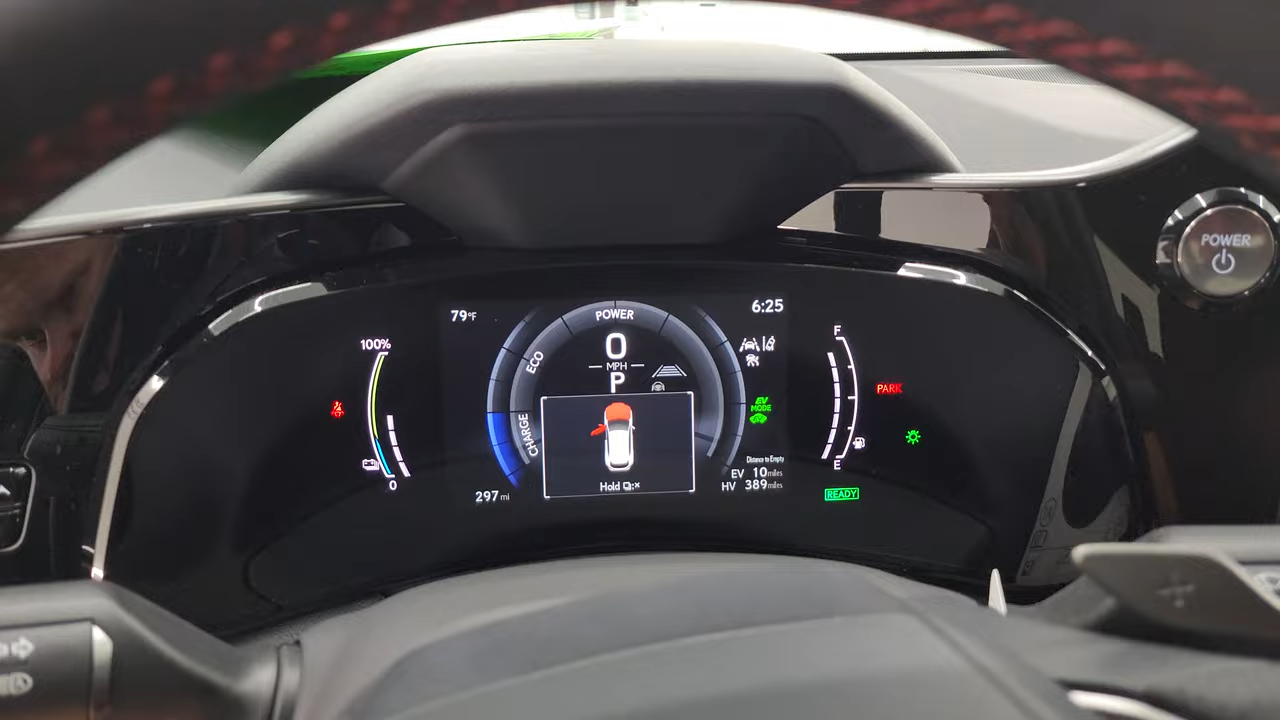 POWER
79°F
POWER
6:25
100%
F
0
ECO
MPH
P
PARK
EV
MODE
CHARGE
Distance to Empty
EV 10 miles
HV 389 miles
E
0
Hold
297 mi
READY